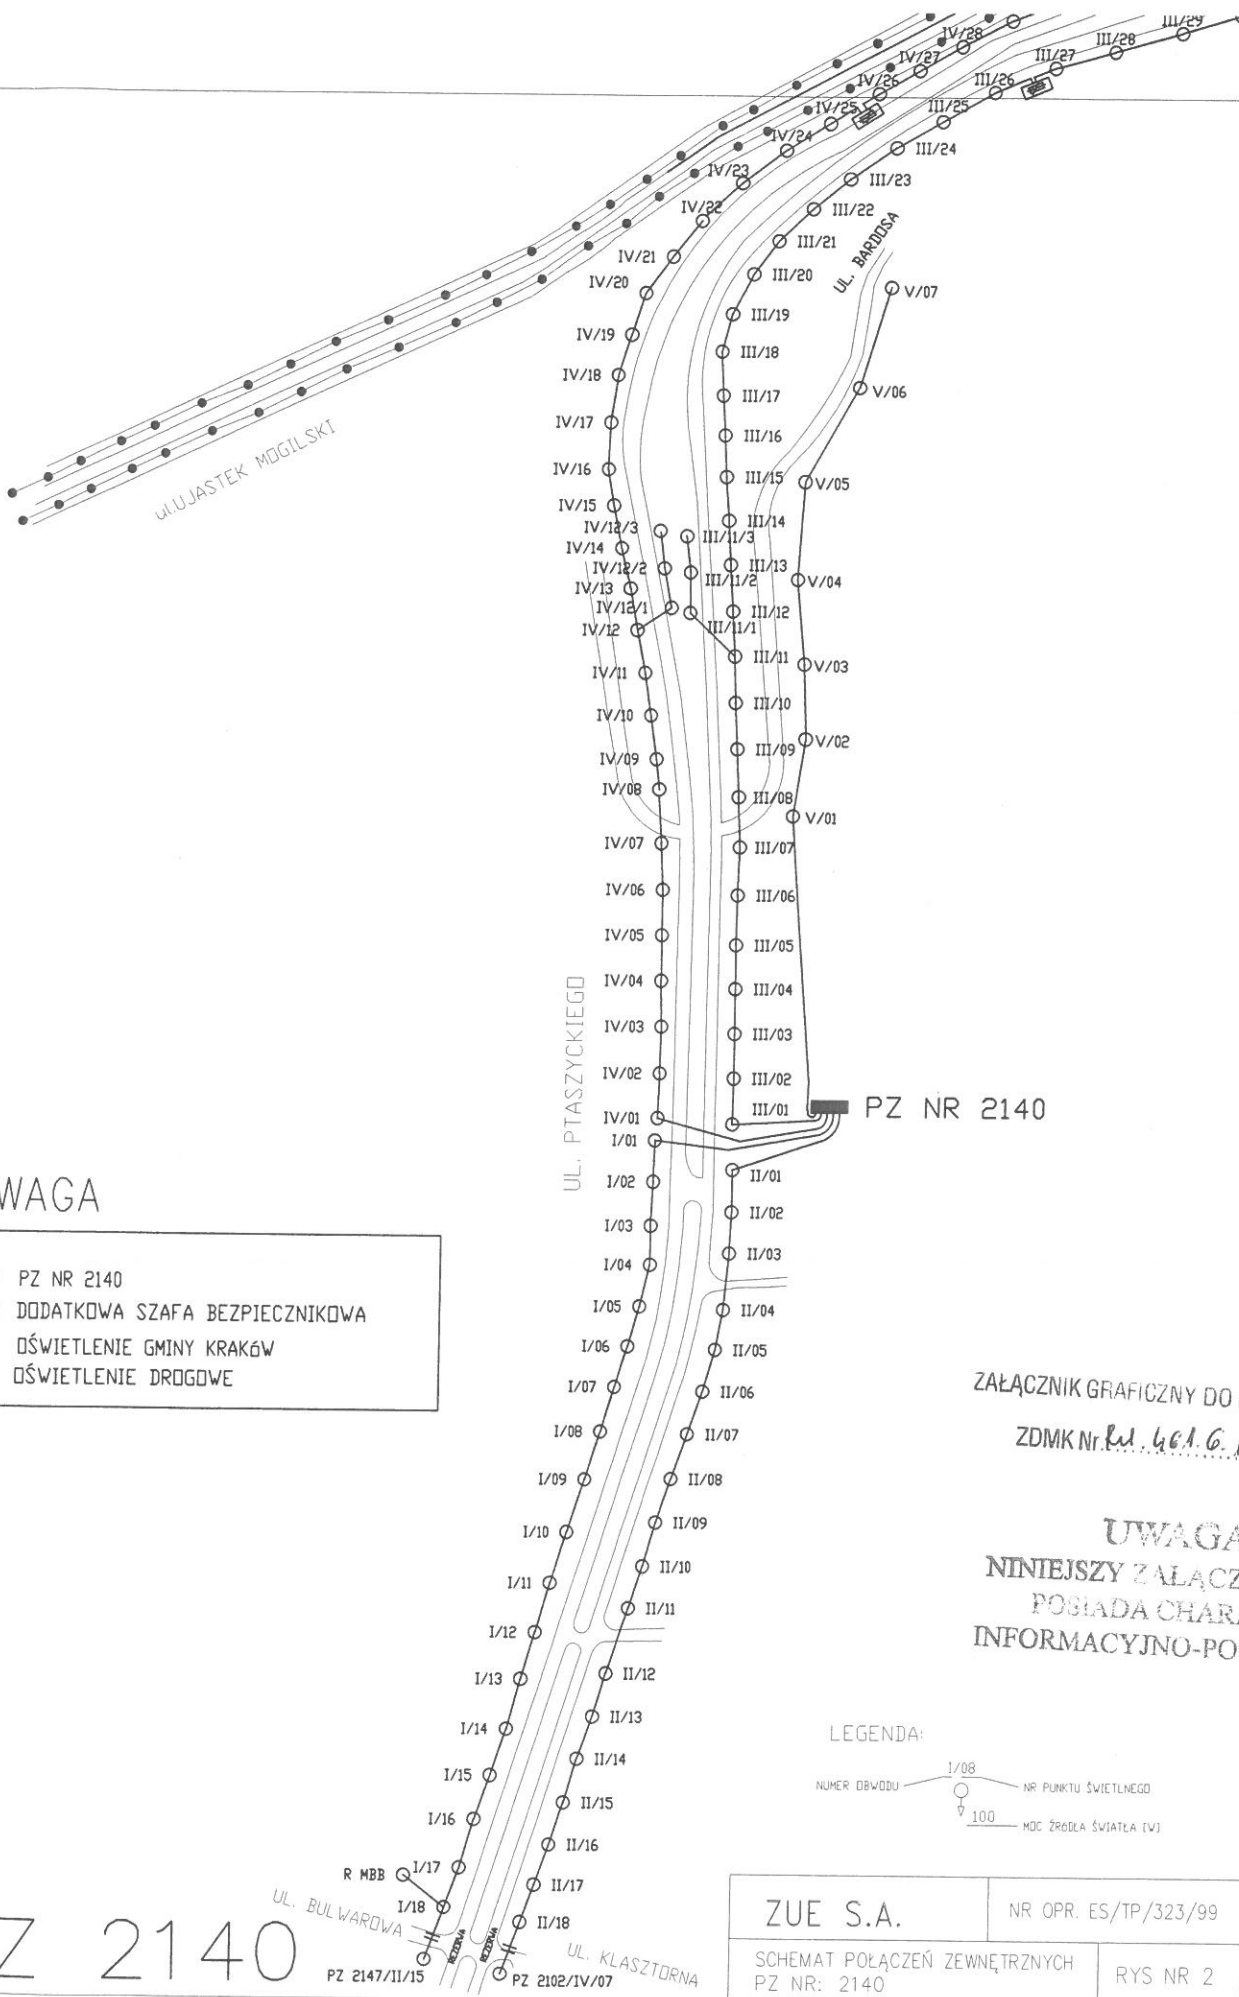 III/29
IV/28
III/28
IV/27
III/27
IV/26
III/26
IV/25
III/25
IV/24
III/24
IV/23
III/23
IV/22
III/22
IV/21
III/21
UL. BARDOSA
IV/20
III/20
V/07
IV/19
III/19
IV/18
III/18
V/06
IV/17
III/17
ul.UJASTEK MOGILSKI
IV/16
III/16
IV/15
III/15
V/05
IV/12/3
III/14
IV/14
III/11/3
IV/12/2
III/13
IV/13
III/11/2
V/04
IV/12/1
III/12
IV/12
III/11/1
IV/11
III/11
V/03
IV/10
III/10
IV/09
III/09
V/02
IV/08
III/08
V/01
IV/07
III/07
IV/06
III/06
IV/05
III/05
IV/04
III/04
UL. PTASZYCKIEGO
IV/03
III/03
IV/02
III/02
IV/01
III/01
PZ NR 2140
I/01
I/02
II/01
I/03
II/02
I/04
II/03
I/05
II/04
I/06
II/05
I/07
II/06
I/08
II/07
I/09
II/08
I/10
II/09
I/11
II/10
I/12
II/11
I/13
II/12
I/14
II/13
I/15
II/14
I/16
II/15
I/17
II/16
R MBB
I/18
II/17
II/18
UL. BULWAROWA
REZERWA
REZERWA
UL. KLASZTORNA
PZ 2147/II/15
PZ 2102/IV/07
WAGA
PZ NR 2140
DODATKOWA SZAFA BEZPIECZNIKOWA
OŚWIETLENIE GMINY KRAKÓW
OŚWIETLENIE DROGOWE
ZAŁĄCZNIK GRAFICZNY DO
ZDMK Nr 461.6.
UWAGA
NINIEJSZY ZAŁĄCZ
POSIADA CHARA
INFORMACYJNO-PO
LEGENDA:
I/08
NUMER OBWODU
NR PUNKTU ŚWIETLNEGO
100
MOC ŹRÓDŁA ŚWIATŁA [W]
Z 2140
ZUE S.A.
NR OPR. ES/TP/323/99
SCHEMAT POŁĄCZEŃ ZEWNĘTRZNYCH
PZ NR: 2140
RYS NR 2